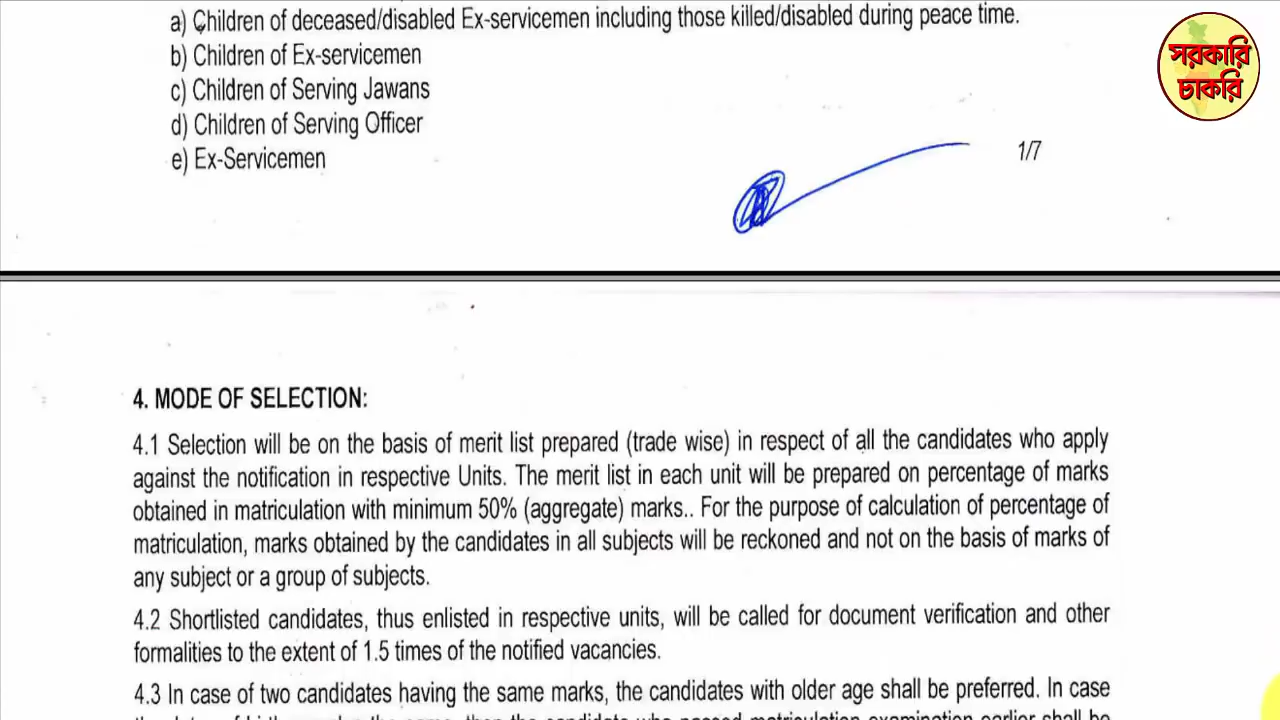 a) Children of deceased/disabled Ex-servicemen including those killed/disabled during peace time.
b) Children of Ex-servicemen
c) Children of Serving Jawans
d) Children of Serving Officer
e) Ex-Servicemen
সরকারি
চাকরি
1/7
4. MODE OF SELECTION:
4.1 Selection will be on the basis of merit list prepared (trade wise) in respect of all the candidates who apply
against the notification in respective Units. The merit list in each unit will be prepared on percentage of marks
obtained in matriculation with minimum 50% (aggregate) marks.. For the purpose of calculation of percentage of
matriculation, marks obtained by the candidates in all subjects will be reckoned and not on the basis of marks of
any subject or a group of subjects.
4.2 Shortlisted candidates, thus enlisted in respective units, will be called for document verification and other
formalities to the extent of 1.5 times of the notified vacancies.
4.3 In case of two candidates having the same marks, the candidates with older age shall be preferred. In case